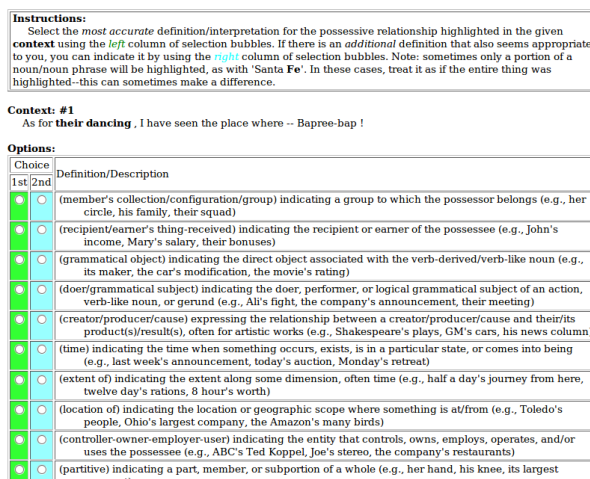 Instructions:
Select the most accurate definition/interpretation for the possessive relationship highlighted in the given
context using the left column of selection bubbles. If there is an additional definition that also seems appropriate
to you, you can indicate it by using the right column of selection bubbles. Note: sometimes only a portion of a
noun/noun phrase will be highlighted, as with 'Santa Fe'. In these cases, treat it as if the entire thing was
highlighted--this can sometimes make a difference.
Context: #1
As for their dancing , I have seen the place where -- Bapree-bap !
Options:
Choice
Definition/Description
1st 2nd
(member's collection/configuration/group) indicating a group to which the possessor belongs (e.g., her
circle, his family, their squad)
(recipient/earner's thing-received) indicating the recipient or earner of the possessee (e.g., John's
income, Mary's salary, their bonuses)
(grammatical object) indicating the direct object associated with the verb-derived/verb-like noun (e.g.,
its maker, the car's modification, the movie's rating)
(doer/grammatical subject) indicating the doer, performer, or logical grammatical subject of an action,
verb-like noun, or gerund (e.g., Ali's fight, the company's announcement, their meeting)
(creator/producer/cause) expressing the relationship between a creator/producer/cause and their/its
product(s)/result(s), often for artistic works (e.g., Shakespeare's plays, GM's cars, his news column)
(time) indicating the time when something occurs, exists, is in a particular state, or comes into being
(e.g., last week's announcement, today's auction, Monday's retreat)
(extent of) indicating the extent along some dimension, often time (e.g., half a day's journey from here,
twelve day's rations, 8 hour's worth)
(location of) indicating the location or geographic scope where something is at/from (e.g., Toledo's
people, Ohio's largest company, the Amazon's many birds)
(controller-owner-employer-user) indicating the entity that controls, owns, employs, operates, and/or
uses the possessee (e.g., ABC's Ted Koppel, Joe's stereo, the company's restaurants)
(partitive) indicating a part, member, or subportion of a whole (e.g., her hand, his knee, its largest